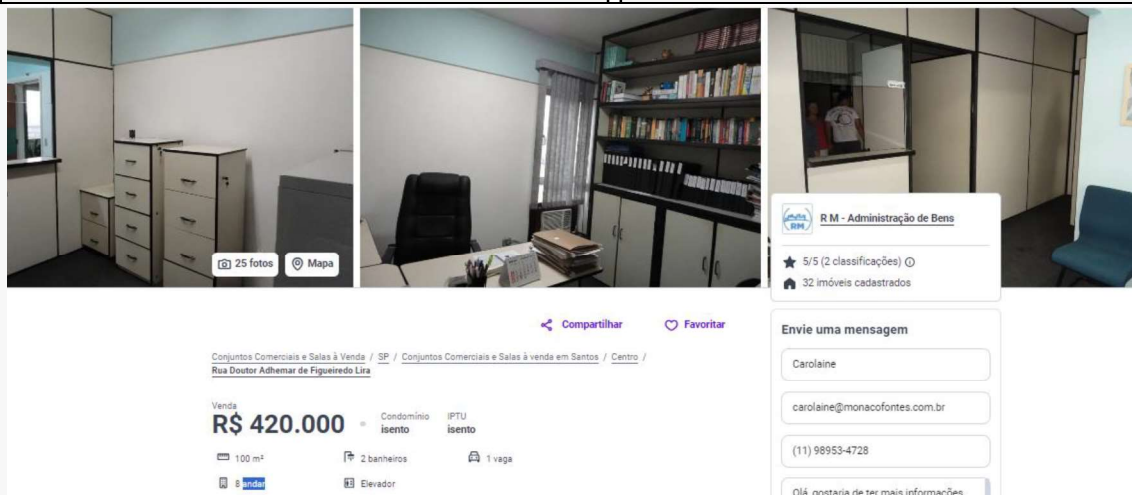 25 fotos
Mapa
R M - Administração de Bens
RM
5/5 (2 classificações)
32 imóveis cadastrados
Compartilhar
Favoritar
Conjuntos Comerciais e Salas à Venda / SP / Conjuntos Comerciais e Salas à venda em Santos / Centro /
Rua Doutor Adhemar de Figueiredo Lira
Venda
R$ 420.000
Condomínio
isento
IPTU
isento
100 m²
2 banheiros
1 vaga
8 andar
Elevador
Envie uma mensagem
Carolaine
carolaine@monacofontes.com.br
(11) 98953-4728
Olá, gostaria de ter mais informações